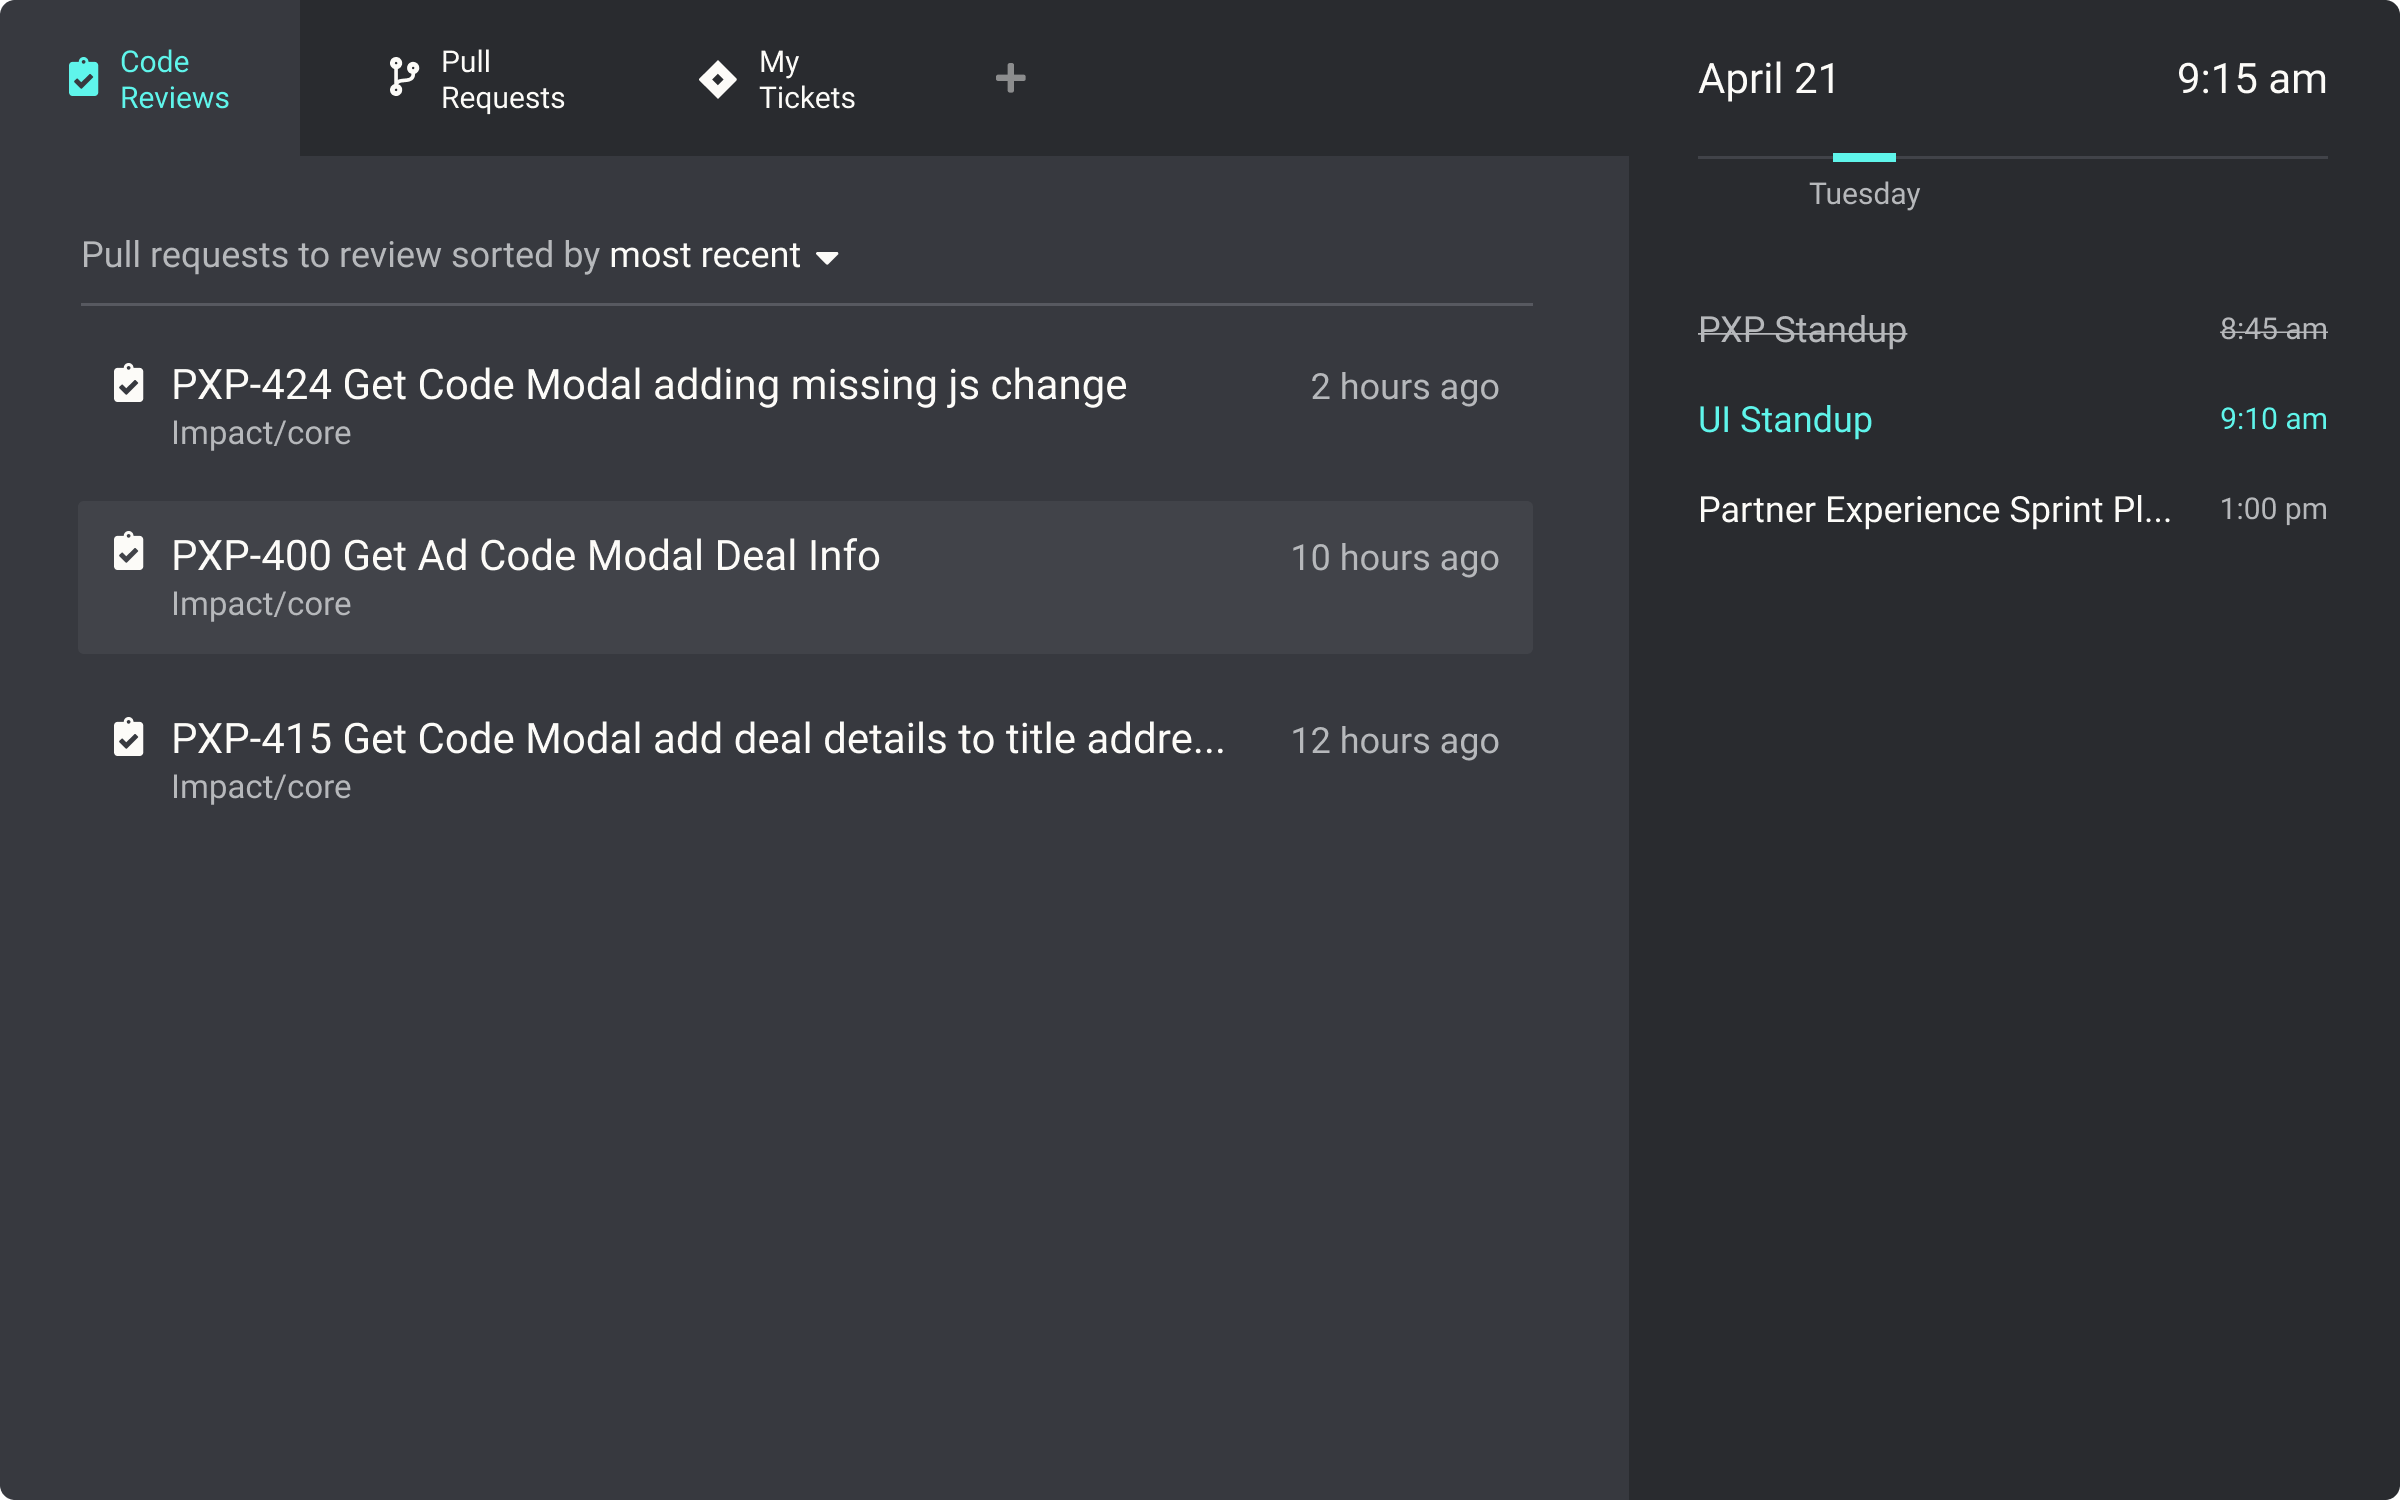 Code
Reviews
Pull
Requests
My
Tickets
April 21
9:15 am
Tuesday
Pull requests to review sorted by most recent
PXP-424 Get Code Modal adding missing js change
2 hours ago
Impact/core
PXP-400 Get Ad Code Modal Deal Info
10 hours ago
Impact/core
PXP-415 Get Code Modal add deal details to title addre...
12 hours ago
Impact/core
PXP Standup
8:45 am
UI Standup
9:10 am
Partner Experience Sprint Pl...
1:00 pm